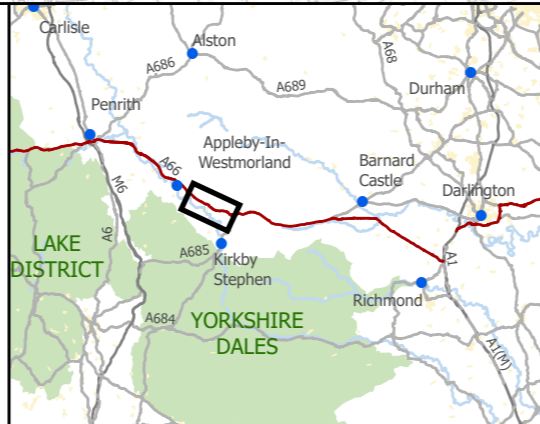 Carlisle
Alston
A68
A686
A689
Durham
Penrith
Appleby-In-
Westmorland
A66
Barnard
Castle
Darlington
M6
A6
LAKE
DISTRICT
A685
Kirkby
Stephen
A1
Richmond
A684
YORKSHIRE
DALES
A1(M)